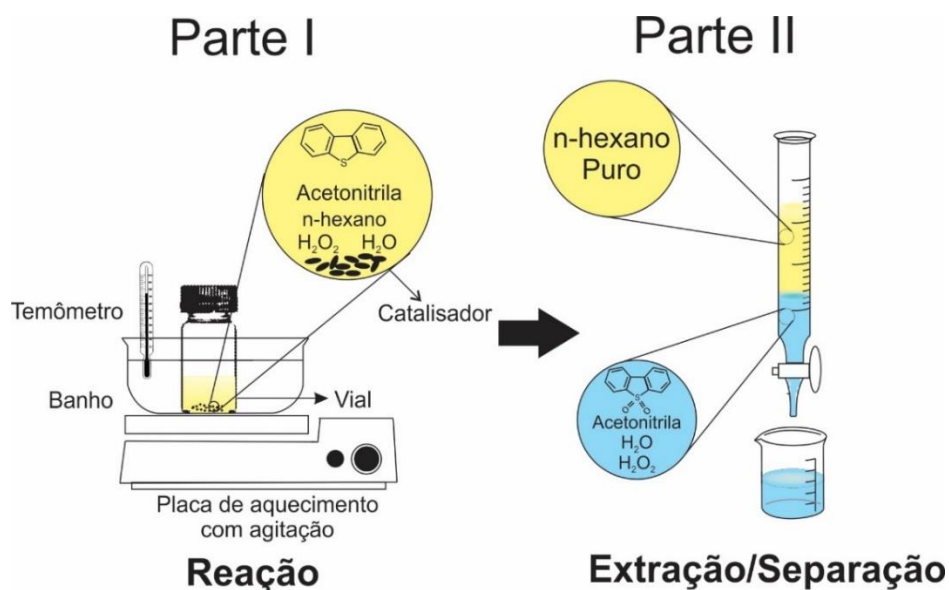 Parte I
Parte II
S
Acetonitrila
n-hexano
H₂O₂ H₂O
Temômetro
Catalisador
Banho
Vial
Placa de aquecimento
com agitação
Reação
n-hexano
Puro
S
O O
Acetonitrila
H₂O
H₂O₂
Extração/Separação